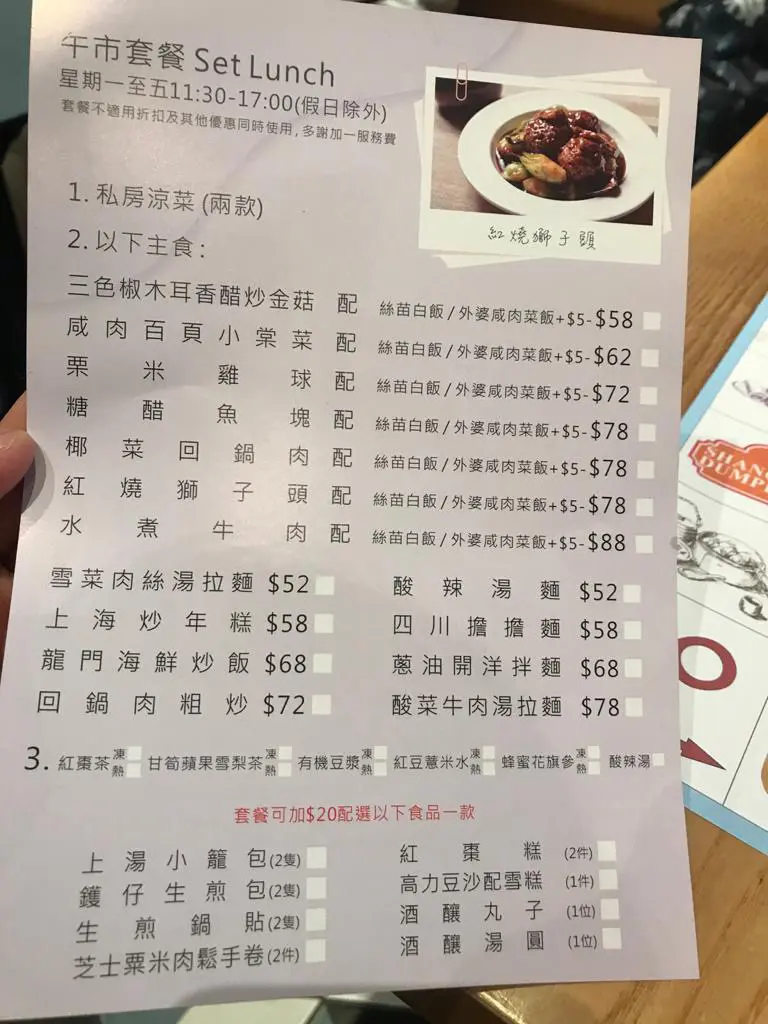 午市套餐 Set Lunch
星期一至五11:30-17:00(假日除外)
套餐不適用折扣及其他優惠同時使用,多謝加一服務費
紅燒獅子頭
1. 私房涼菜 (兩款)
2. 以下主食:
三色椒木耳香醋炒金菇 配 絲苗白飯/外婆咸肉菜飯+$5-$58
咸肉百頁小棠菜 配 絲苗白飯/外婆咸肉菜飯+$5-$62
栗米雞球 配 絲苗白飯/外婆咸肉菜飯+$5-$72
糖醋魚塊 配 絲苗白飯/外婆咸肉菜飯+$5-$78
椰菜回鍋肉 配 絲苗白飯/外婆咸肉菜飯+$5-$78
紅燒獅子頭 配 絲苗白飯/外婆咸肉菜飯+$5-$78
水煮牛肉 配 絲苗白飯/外婆咸肉菜飯+$5-$88
雪菜肉絲湯拉麵 $52 酸辣湯麵 $52
上海炒年糕 $58 四川擔擔麵 $58
龍門海鮮炒飯 $68 蔥油開洋拌麵 $68
回鍋肉粗炒 $72 酸菜牛肉湯拉麵 $78
3. 紅棗茶 凍 熱 甘筍蘋果雪梨茶 凍 熱 有機豆漿 凍 熱 紅豆薏米水 凍 熱 蜂蜜花旗參 凍 熱 酸辣湯
套餐可加$20配選以下食品一款
上湯小籠包(2隻) 紅棗糕 (2件)
鑊仔生煎包(2隻) 高力豆沙配雪糕 (1件)
生煎鍋貼(2隻) 酒釀丸子 (1位)
芝士粟米肉鬆手卷(2件) 酒釀湯圓 (1位)